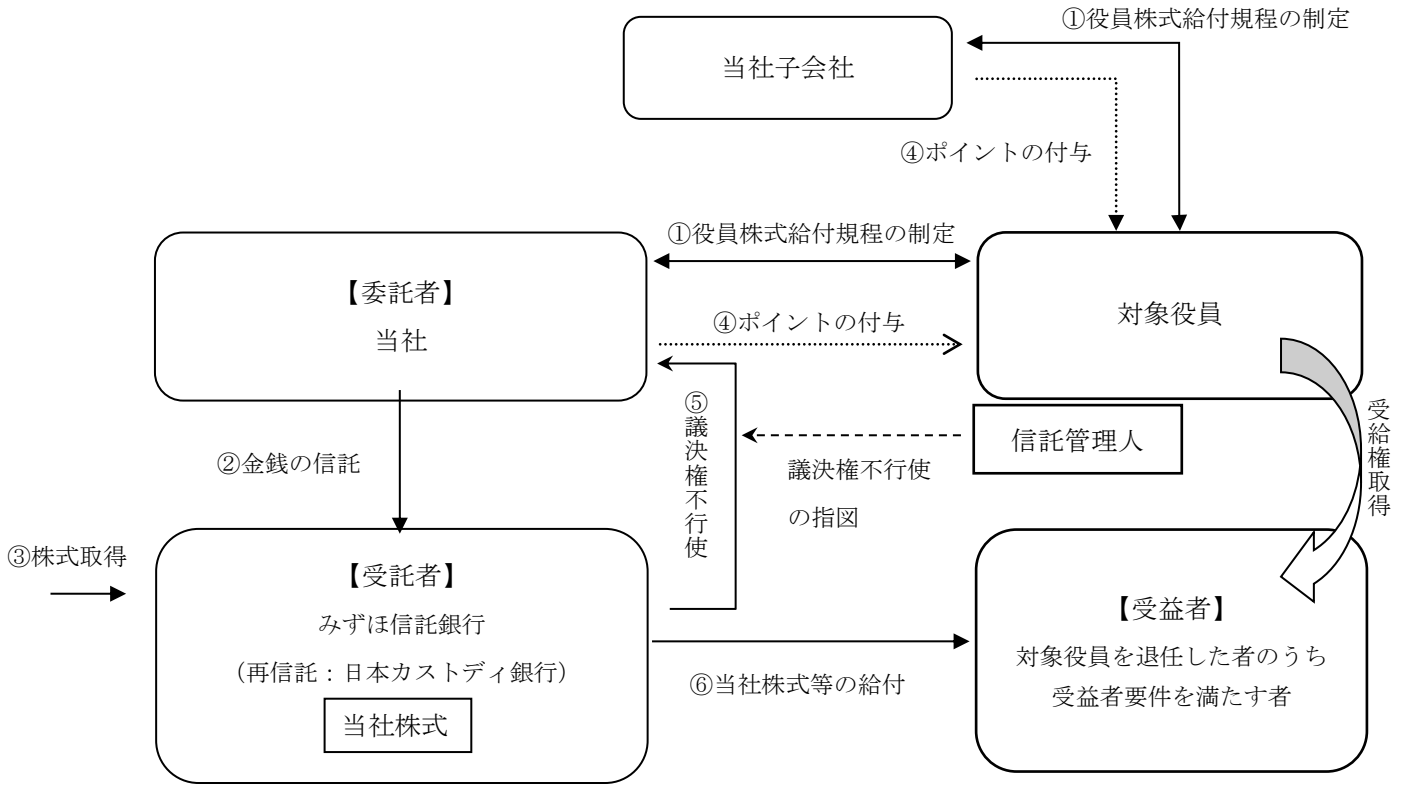 ①役員株式給付規程の制定
当社子会社
④ポイントの付与
①役員株式給付規程の制定
【委託者】
当社
④ポイントの付与
対象役員
⑤議決権不行使
信託管理人
受給権取得
②金銭の信託
議決権不行使
の指図
③株式取得
【受託者】
みずほ信託銀行
（再信託：日本カストディ銀行）
当社株式
⑥当社株式等の給付
【受益者】
対象役員を退任した者のうち
受益者要件を満たす者